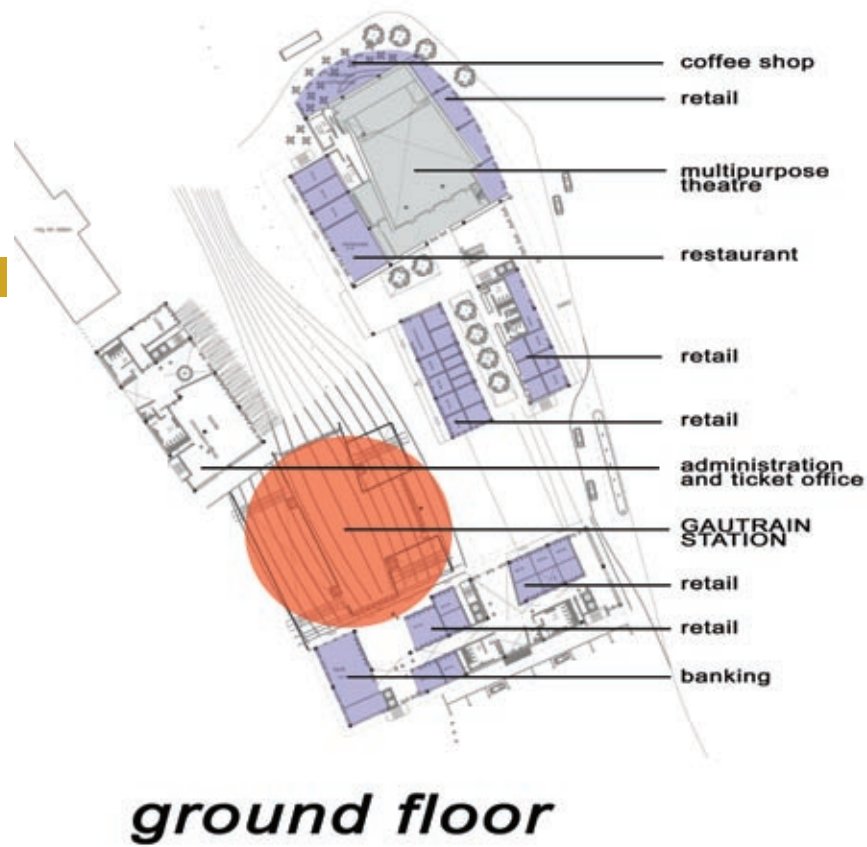 coffee shop
retail
multipurpose
theatre
restaurant
retail
retail
administration
and ticket office
GAUTRAIN
STATION
retail
retail
banking
ground floor